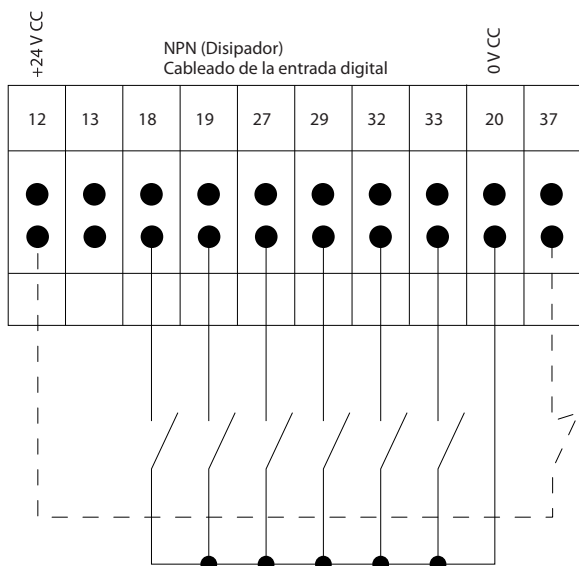 +24 V CC
NPN (Disipador)
Cableado de la entrada digital
0 V CC
12 13 18 19 27 29 32 33 20 37